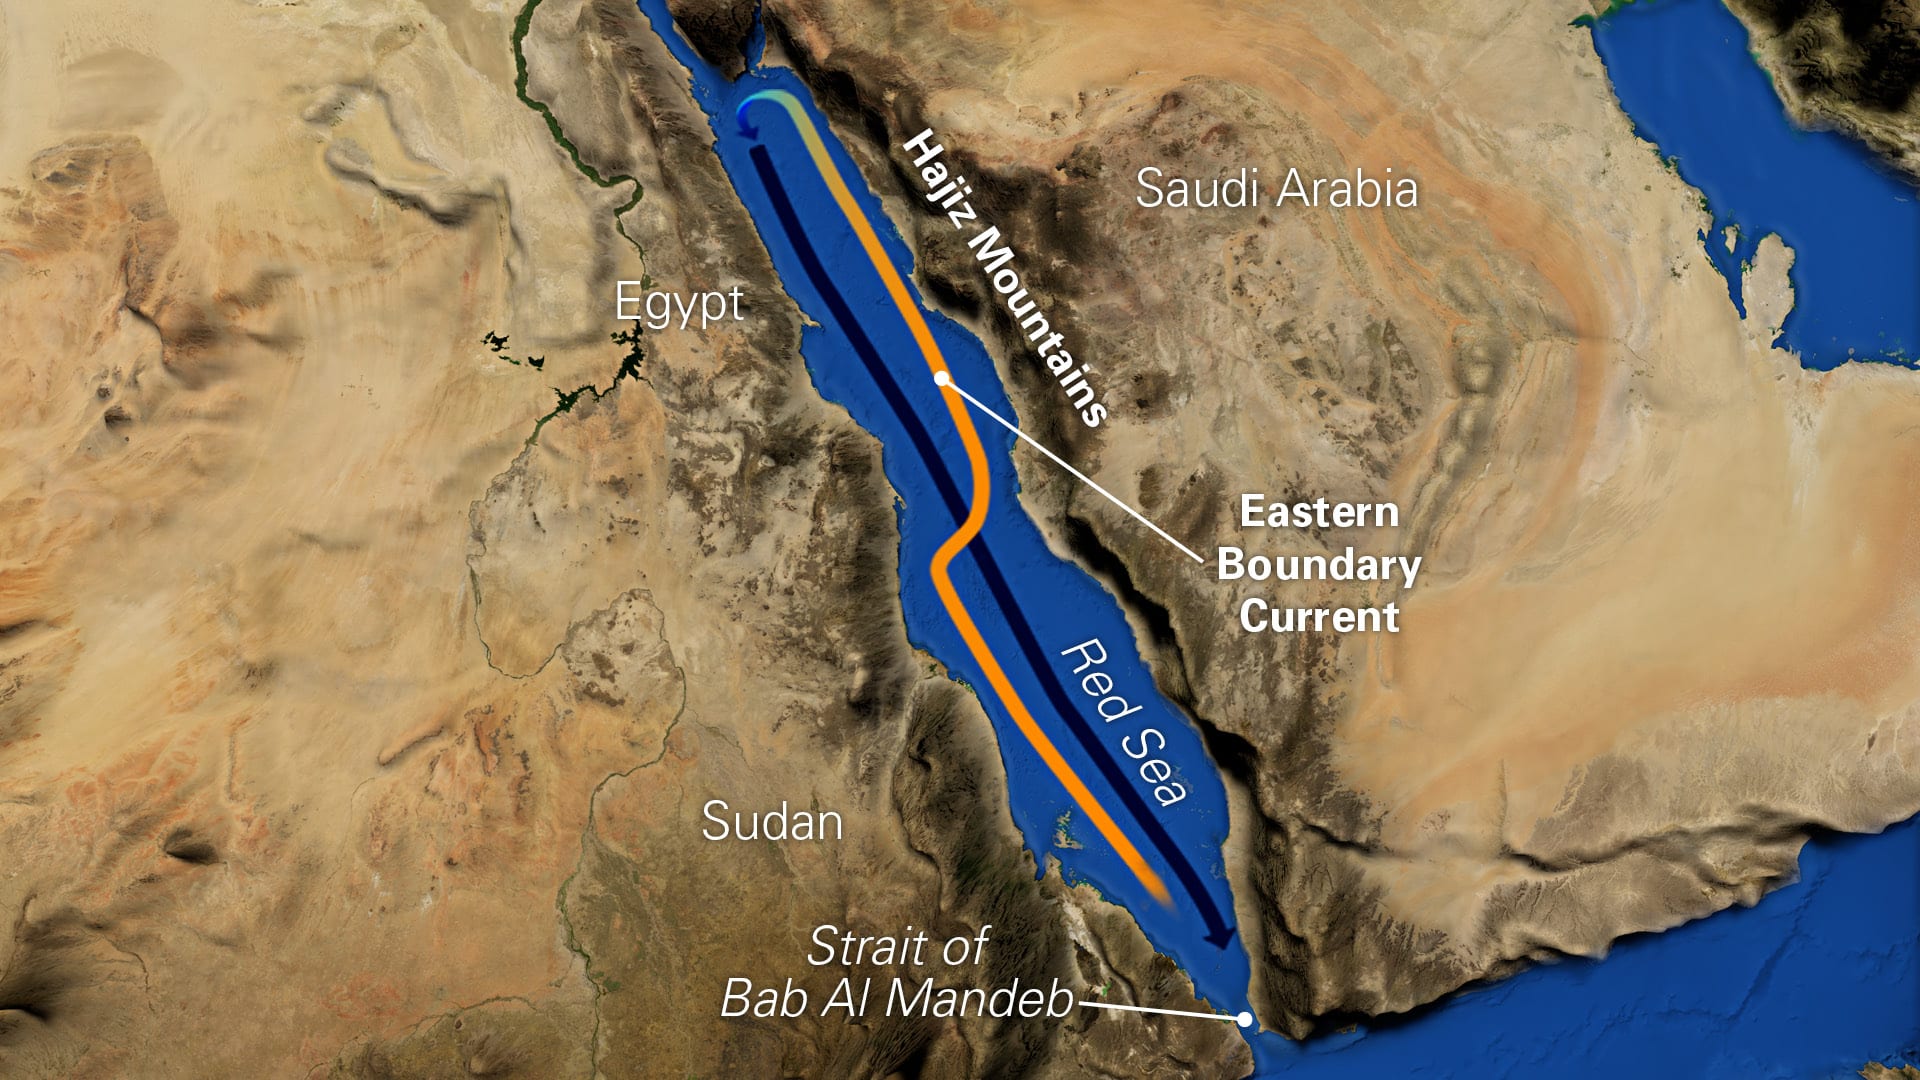 Hajiz Mountains
Saudi Arabia
Egypt
Eastern
Boundary
Current
Red Sea
Sudan
Strait of
Bab Al Mandeb